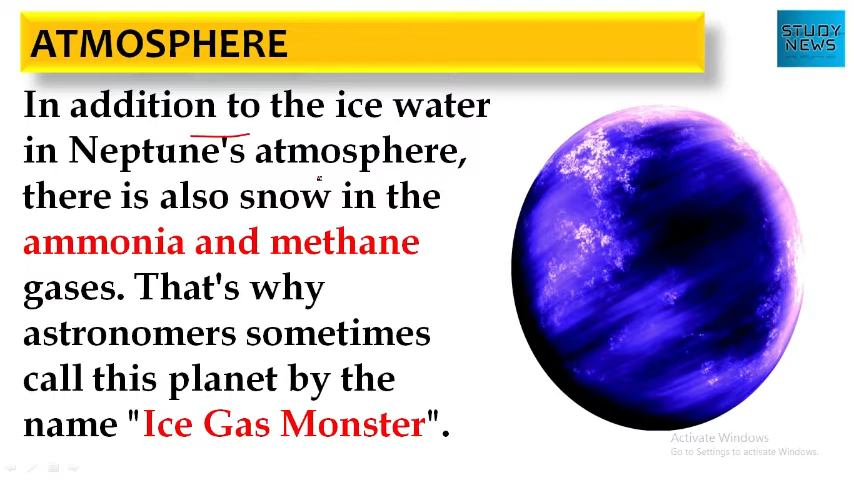 ATMOSPHERE
STUDY
NEWS
In addition to the ice water
in Neptune's atmosphere,
there is also snow in the
ammonia and methane
gases. That's why
astronomers sometimes
call this planet by the
name "Ice Gas Monster".
Activate Windows
Go to Settings to activate Windows.